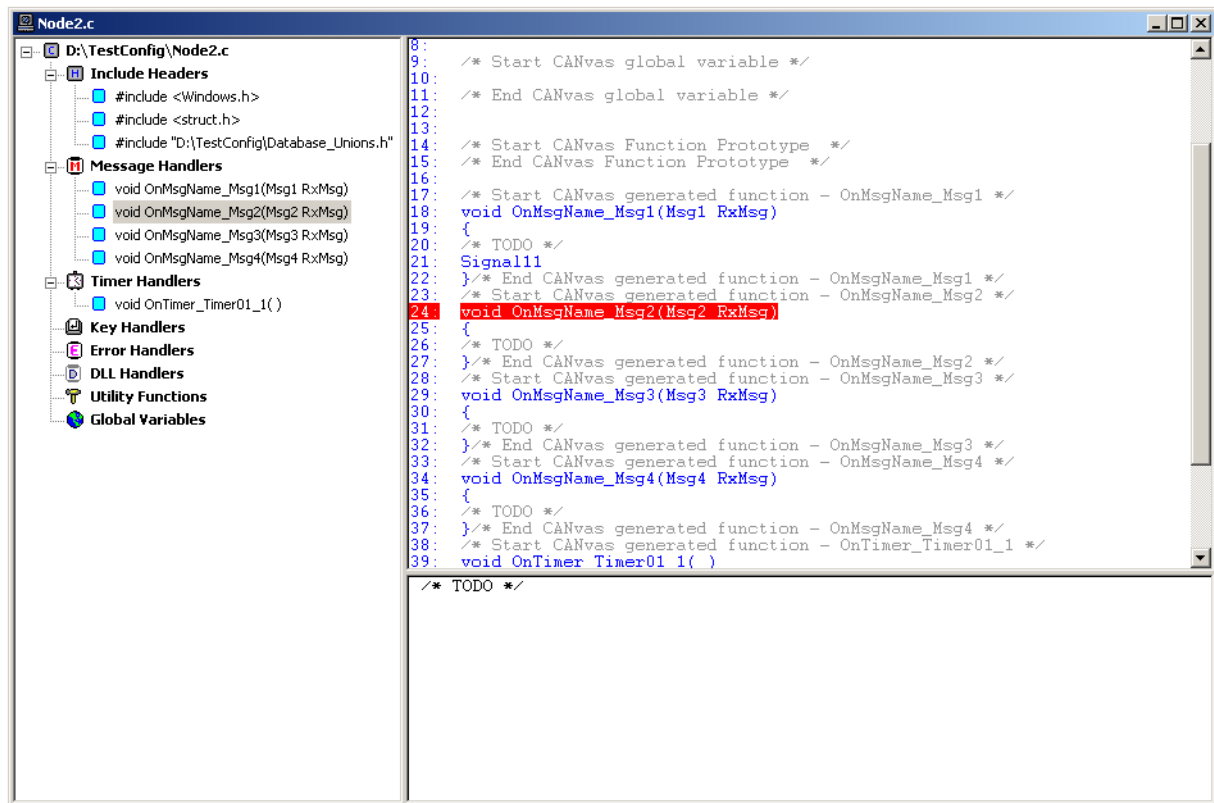 Node2.c
D:\TestConfig\Node2.c
Include Headers
#include <Windows.h>
#include <struct.h>
#include "D:\TestConfig\Database_Unions.h"
Message Handlers
void OnMsgName_Msg1(Msg1 RxMsg)
void OnMsgName_Msg2(Msg2 RxMsg)
void OnMsgName_Msg3(Msg3 RxMsg)
void OnMsgName_Msg4(Msg4 RxMsg)
Timer Handlers
void OnTimer_Timer01_1( )
Key Handlers
Error Handlers
DLL Handlers
Utility Functions
Global Variables
8:
9: /* Start CANvas global variable */
10:
11: /* End CANvas global variable */
12:
13:
14: /* Start CANvas Function Prototype  */
15: /* End CANvas Function Prototype  */
16:
17: /* Start CANvas generated function - OnMsgName_Msg1 */
18: void OnMsgName_Msg1(Msg1 RxMsg)
19: {
20: /* TODO */
21: Signal11
22: }/* End CANvas generated function - OnMsgName_Msg1 */
23: /* Start CANvas generated function - OnMsgName_Msg2 */
24: void OnMsgName_Msg2(Msg2 RxMsg)
25: {
26: /* TODO */
27: }/* End CANvas generated function - OnMsgName_Msg2 */
28: /* Start CANvas generated function - OnMsgName_Msg3 */
29: void OnMsgName_Msg3(Msg3 RxMsg)
30: {
31: /* TODO */
32: }/* End CANvas generated function - OnMsgName_Msg3 */
33: /* Start CANvas generated function - OnMsgName_Msg4 */
34: void OnMsgName_Msg4(Msg4 RxMsg)
35: {
36: /* TODO */
37: }/* End CANvas generated function - OnMsgName_Msg4 */
38: /* Start CANvas generated function - OnTimer_Timer01_1 */
39: void OnTimer_Timer01_1( )
/* TODO */